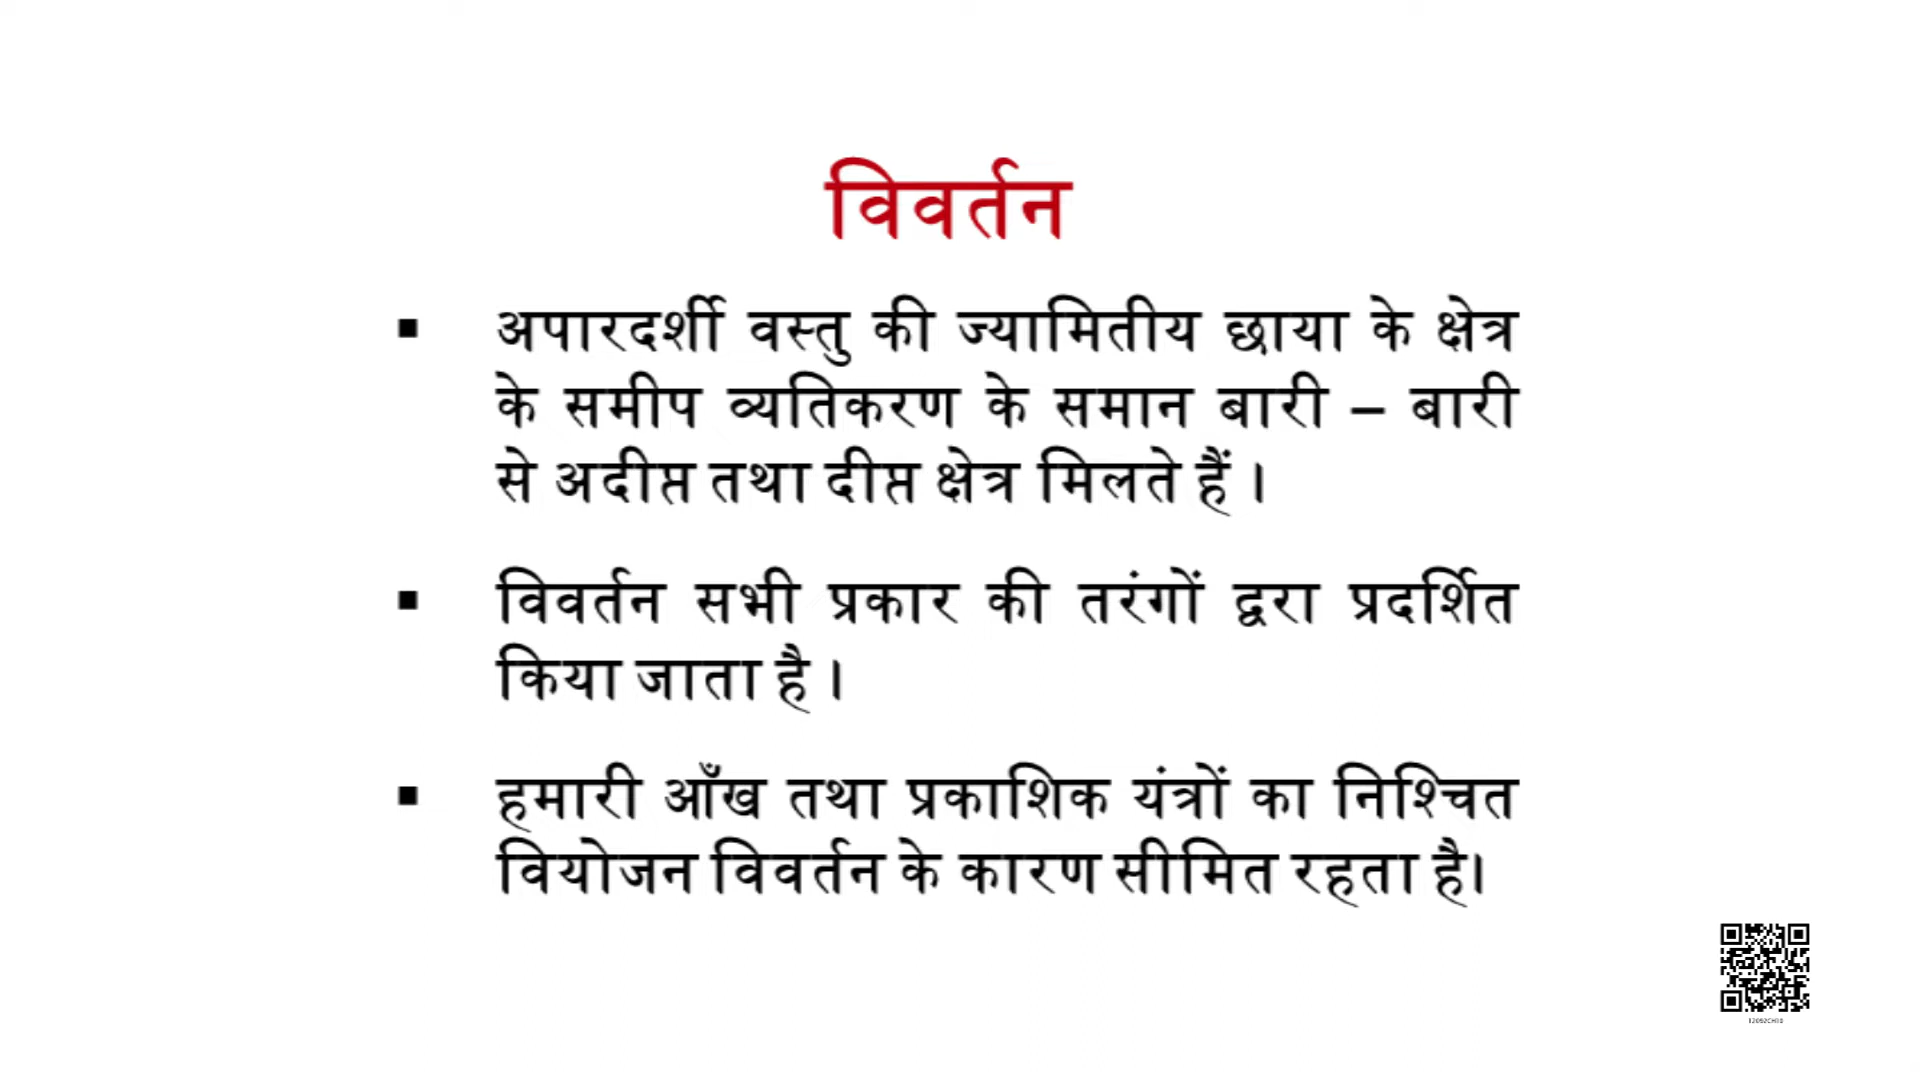 विवर्तन
▪ अपारदर्शी वस्तु की ज्यामितीय छाया के क्षेत्र
के समीप व्यतिकरण के समान बारी – बारी
से अदीप्त तथा दीप्त क्षेत्र मिलते हैं ।
▪ विवर्तन सभी प्रकार की तरंगों द्वरा प्रदर्शित
किया जाता है ।
▪ हमारी आँख तथा प्रकाशिक यंत्रों का निश्चित
वियोजन विवर्तन के कारण सीमित रहता है।
12092CH10